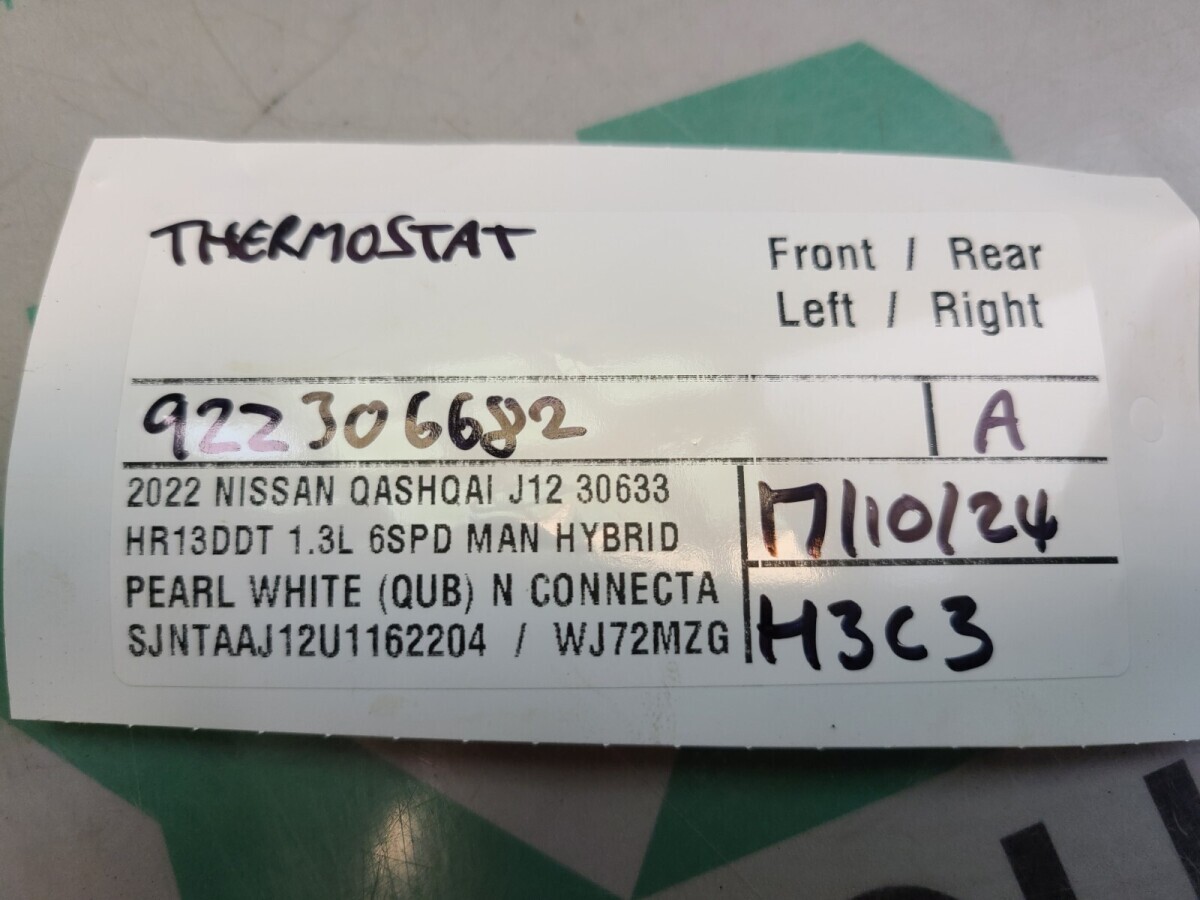 THERMOSTAT
Front / Rear
Left / Right
922306682 A
2022 NISSAN QASHQAI J12 30633
HR13DDT 1.3L 6SPD MAN HYBRID
17/10/24
PEARL WHITE (QUB) N CONNECTA
SJNTAAJ12U1162204 / WJ72MZG
H3C3